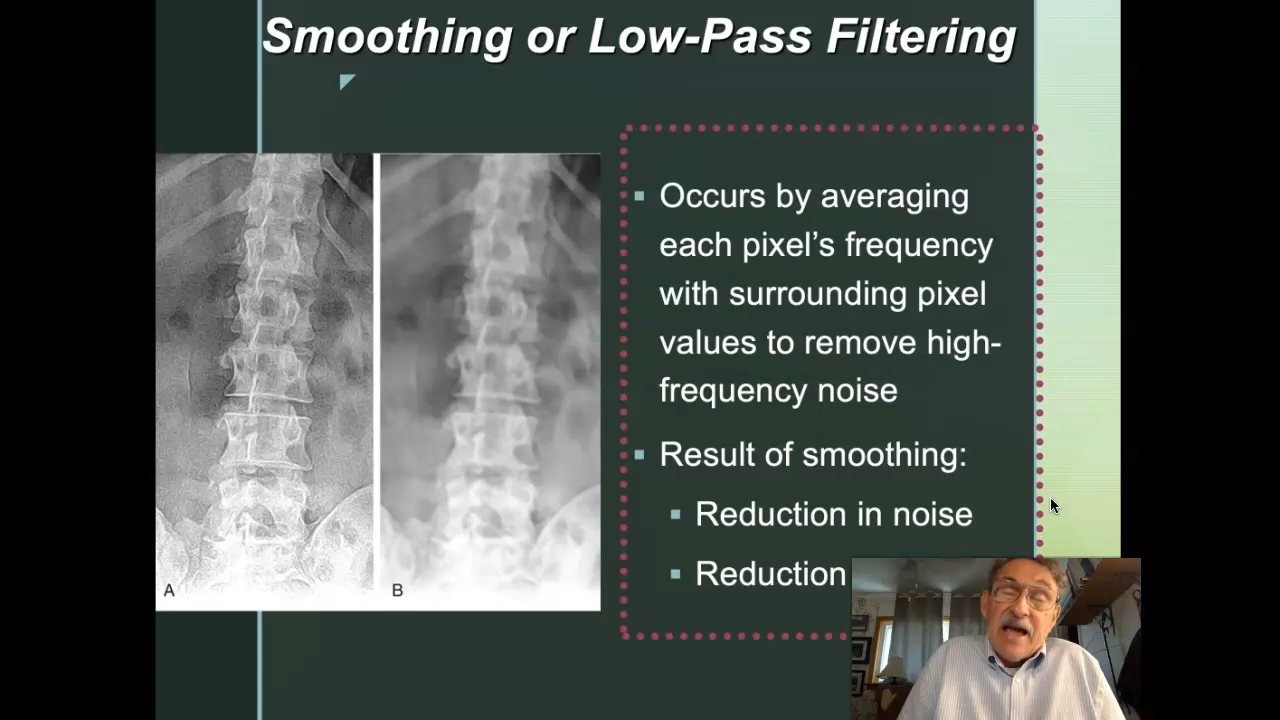 Smoothing or Low-Pass Filtering
Occurs by averaging
each pixel’s frequency
with surrounding pixel
values to remove high-
frequency noise
Result of smoothing:
Reduction in noise
Reduction
A
B